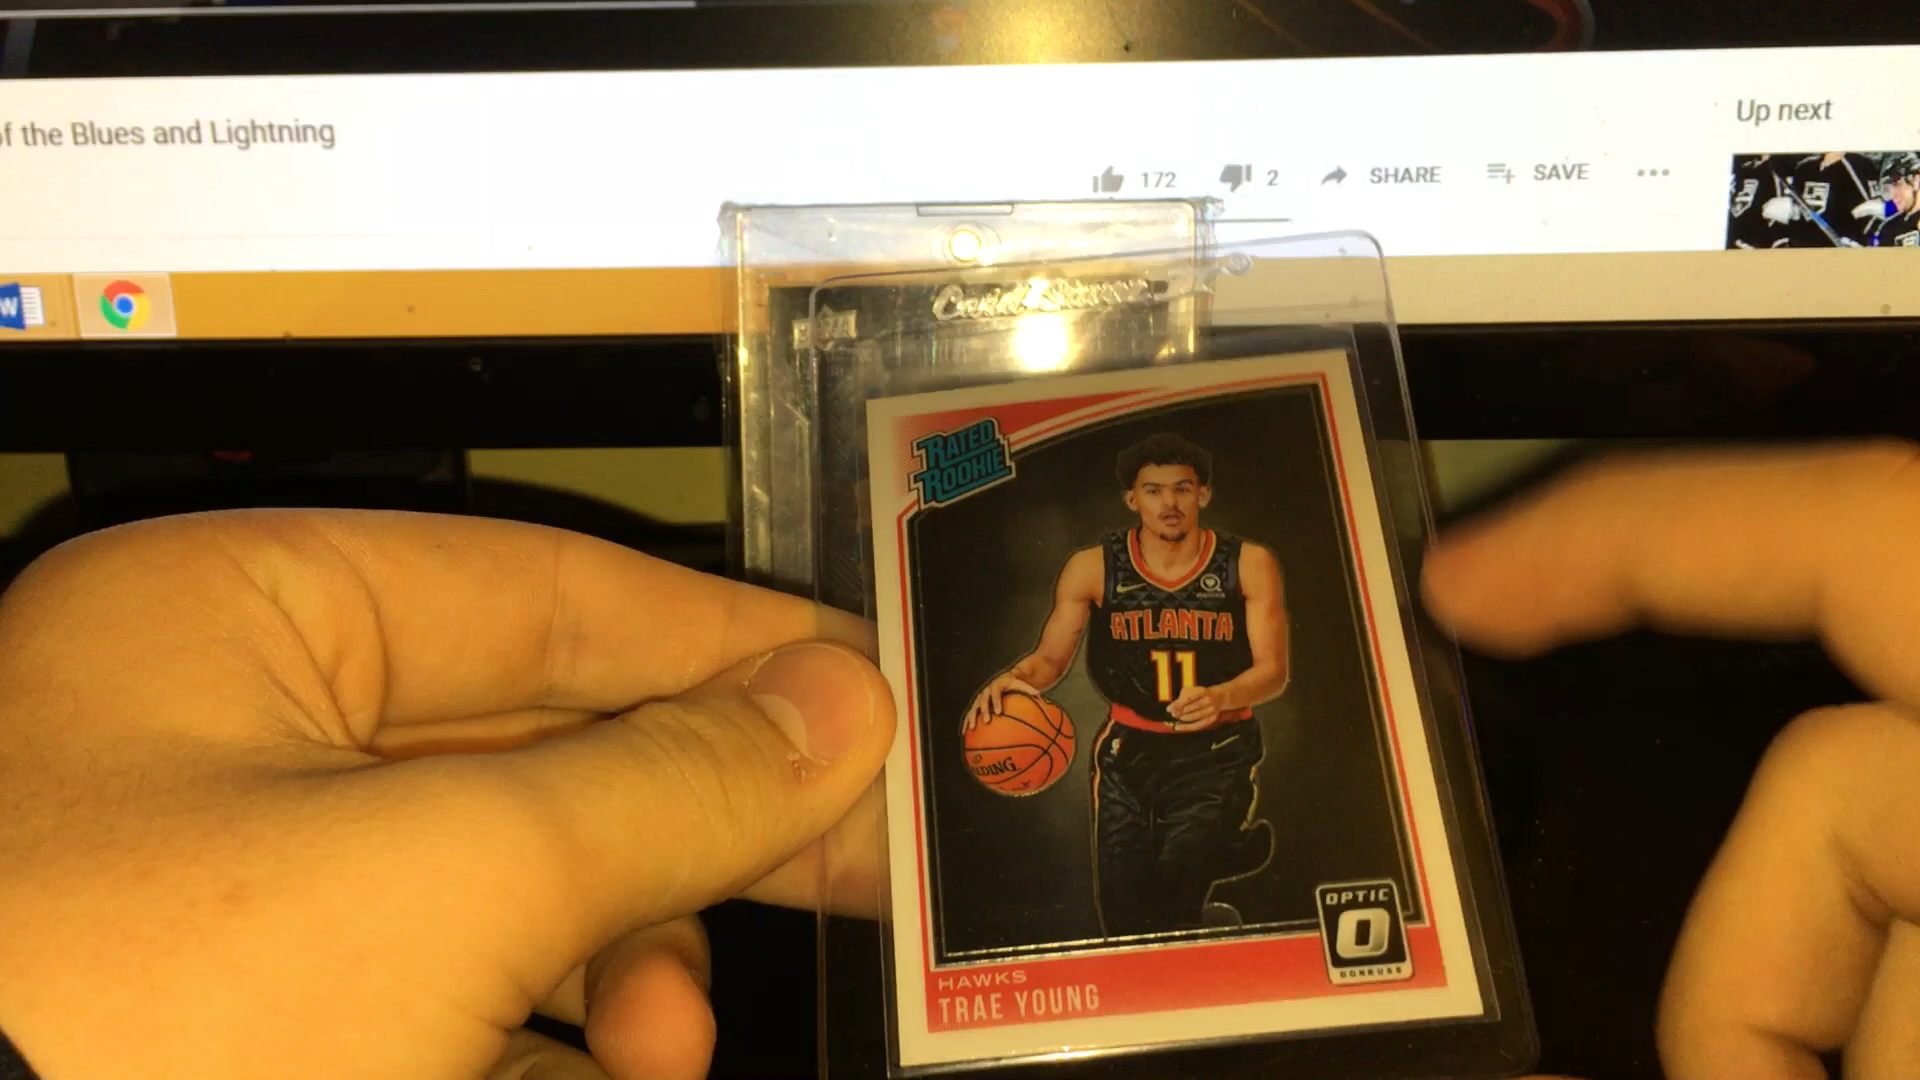 of the Blues and Lightning
Up next
172
2
SHARE
SAVE
W
RATED
ROOKIE
ATLANTA
11
OPTIC
O
DONRUSS
HAWKS
TRAE YOUNG